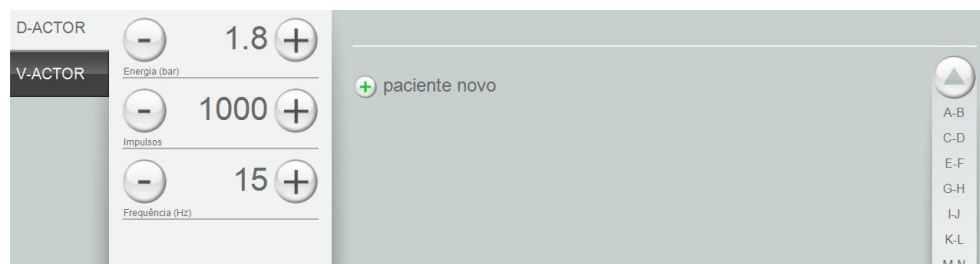 D-ACTOR
V-ACTOR
- 1.8 +
Energia (bar)
- 1000 +
Impulsos
- 15 +
Frequência (Hz)
+ paciente novo
A-B
C-D
E-F
G-H
I-J
K-L
M-N